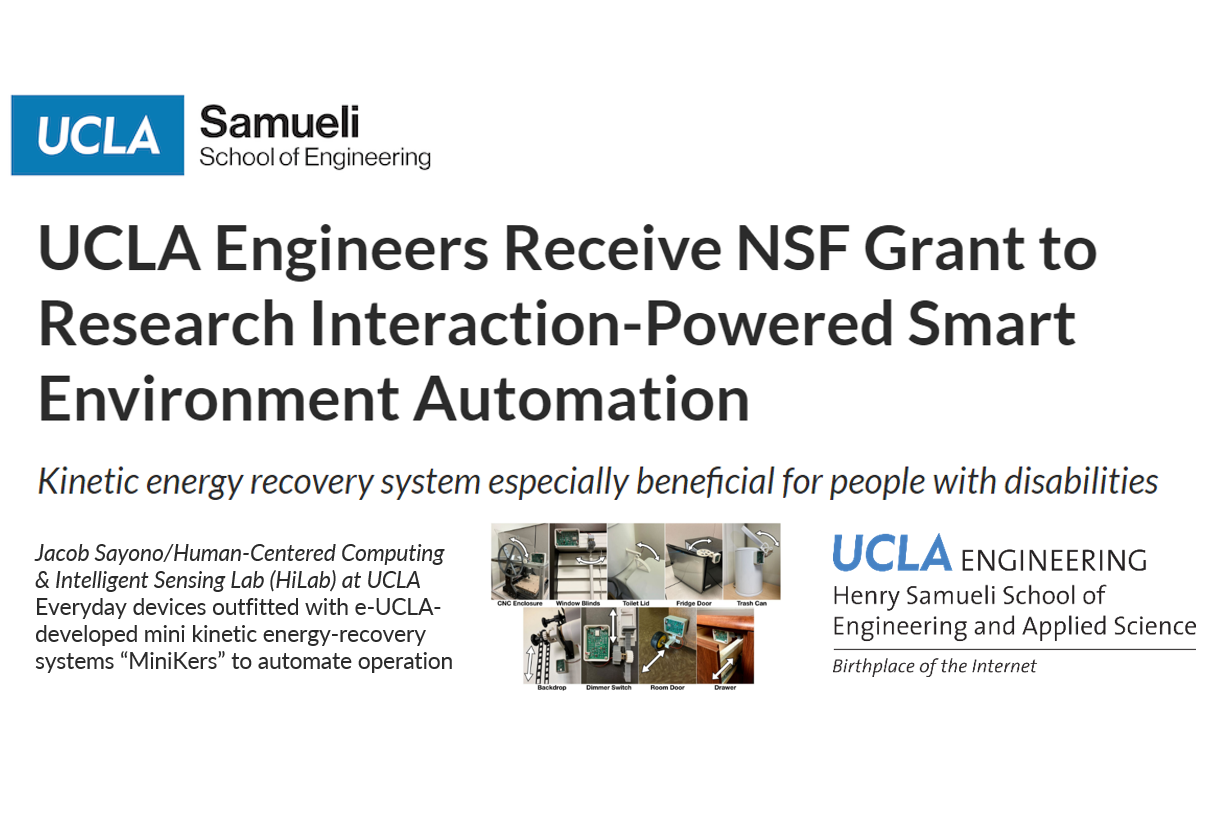 UCLA Samueli
School of Engineering
UCLA Engineers Receive NSF Grant to
Research Interaction-Powered Smart
Environment Automation
Kinetic energy recovery system especially beneficial for people with disabilities
Jacob Sayono/Human-Centered Computing
& Intelligent Sensing Lab (HiLab) at UCLA
Everyday devices outfitted with e-UCLA-
developed mini kinetic energy-recovery
systems “MiniKers” to automate operation
CNC Enclosure Window Blinds Toilet Lid Fridge Door Trash Can
Backdrop Dimmer Switch Room Door Drawer
UCLA ENGINEERING
Henry Samueli School of
Engineering and Applied Science
Birthplace of the Internet